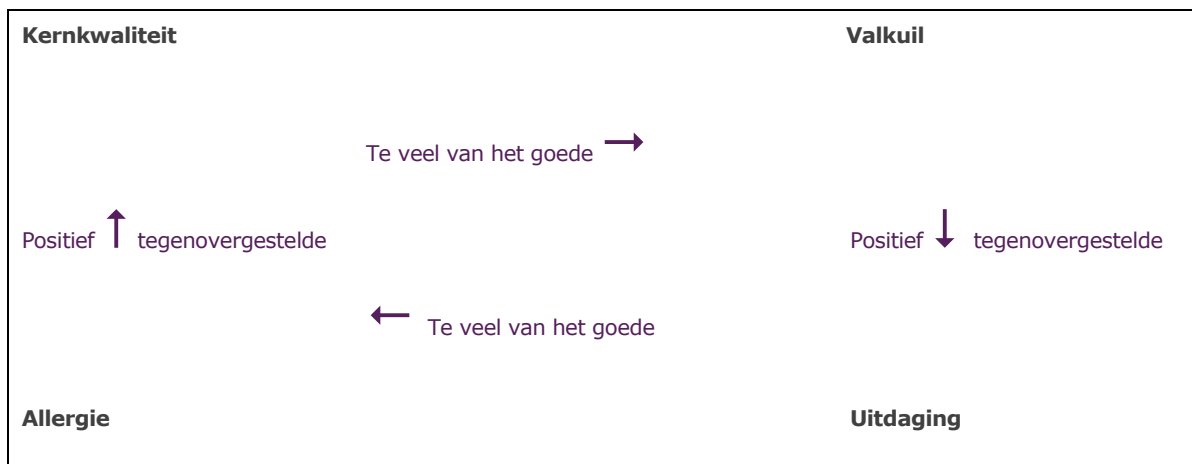 Kernkwaliteit Valkuil
Te veel van het goede →
Positief ↑ tegenovergestelde Positief ↓ tegenovergestelde
← Te veel van het goede
Allergie Uitdaging